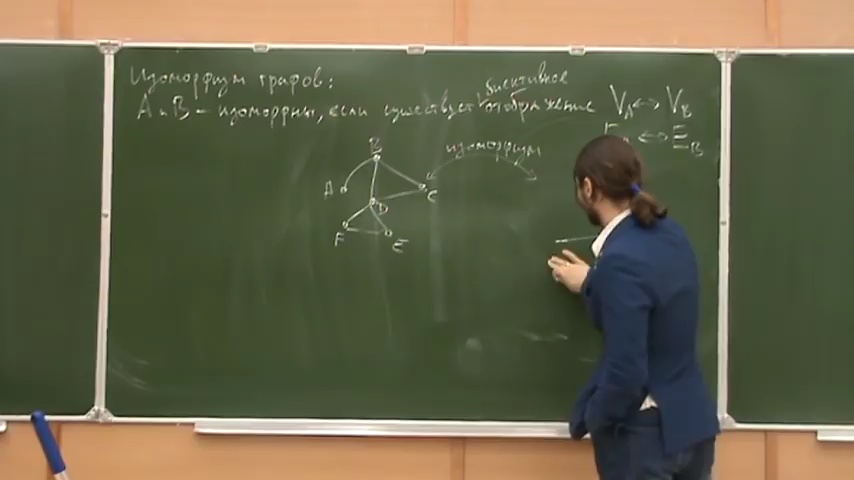 Изоморфизм графов:
биективное
A и B - изоморфны, если существует отображение V_A ↔ V_B
E_A ↔ E_B
изоморфизм
B
A
C
D
F
E